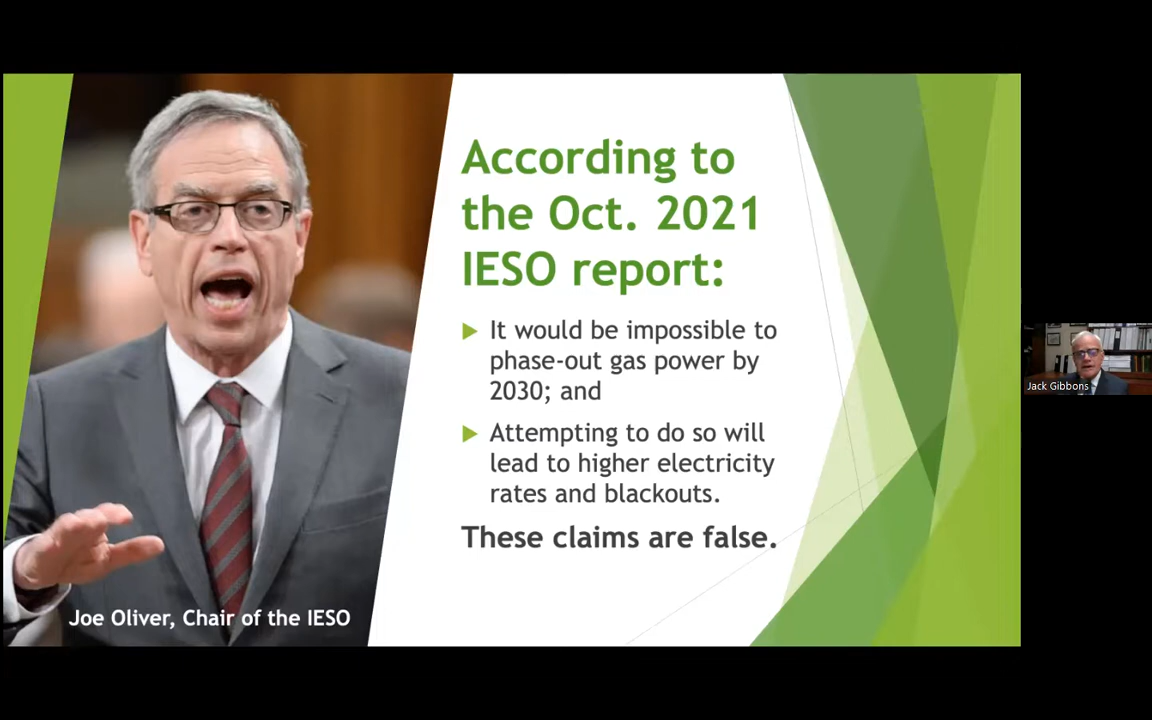 According to
the Oct. 2021
IESO report:
It would be impossible to
phase-out gas power by
2030; and
Attempting to do so will
lead to higher electricity
rates and blackouts.
These claims are false.
Joe Oliver, Chair of the IESO
Jack Gibbons